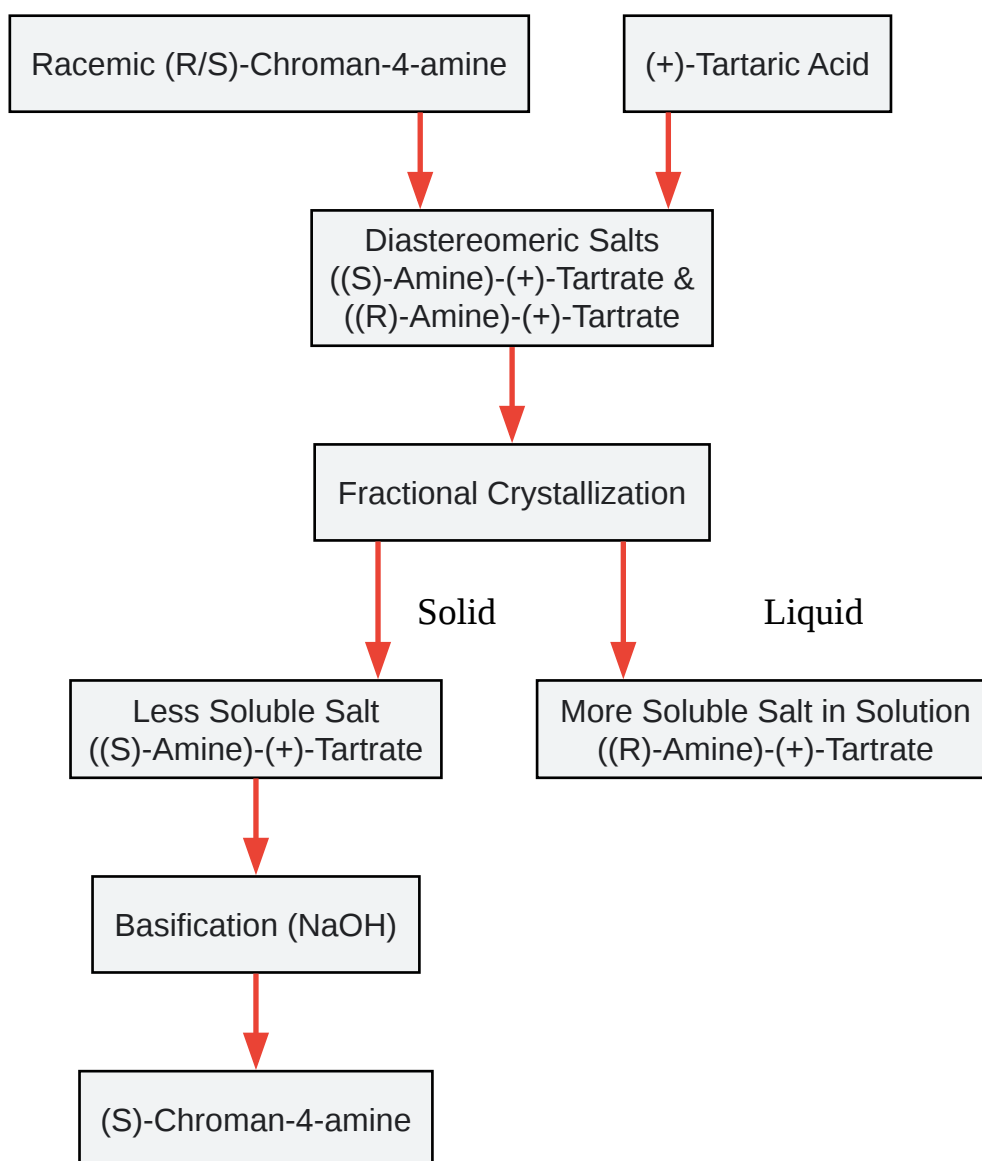 Racemic (R/S)-Chroman-4-amine
(+)-Tartaric Acid
Diastereomeric Salts
((S)-Amine)-(+)-Tartrate &
((R)-Amine)-(+)-Tartrate
Fractional Crystallization
Solid
Liquid
Less Soluble Salt
((S)-Amine)-(+)-Tartrate
More Soluble Salt in Solution
((R)-Amine)-(+)-Tartrate
Basification (NaOH)
(S)-Chroman-4-amine